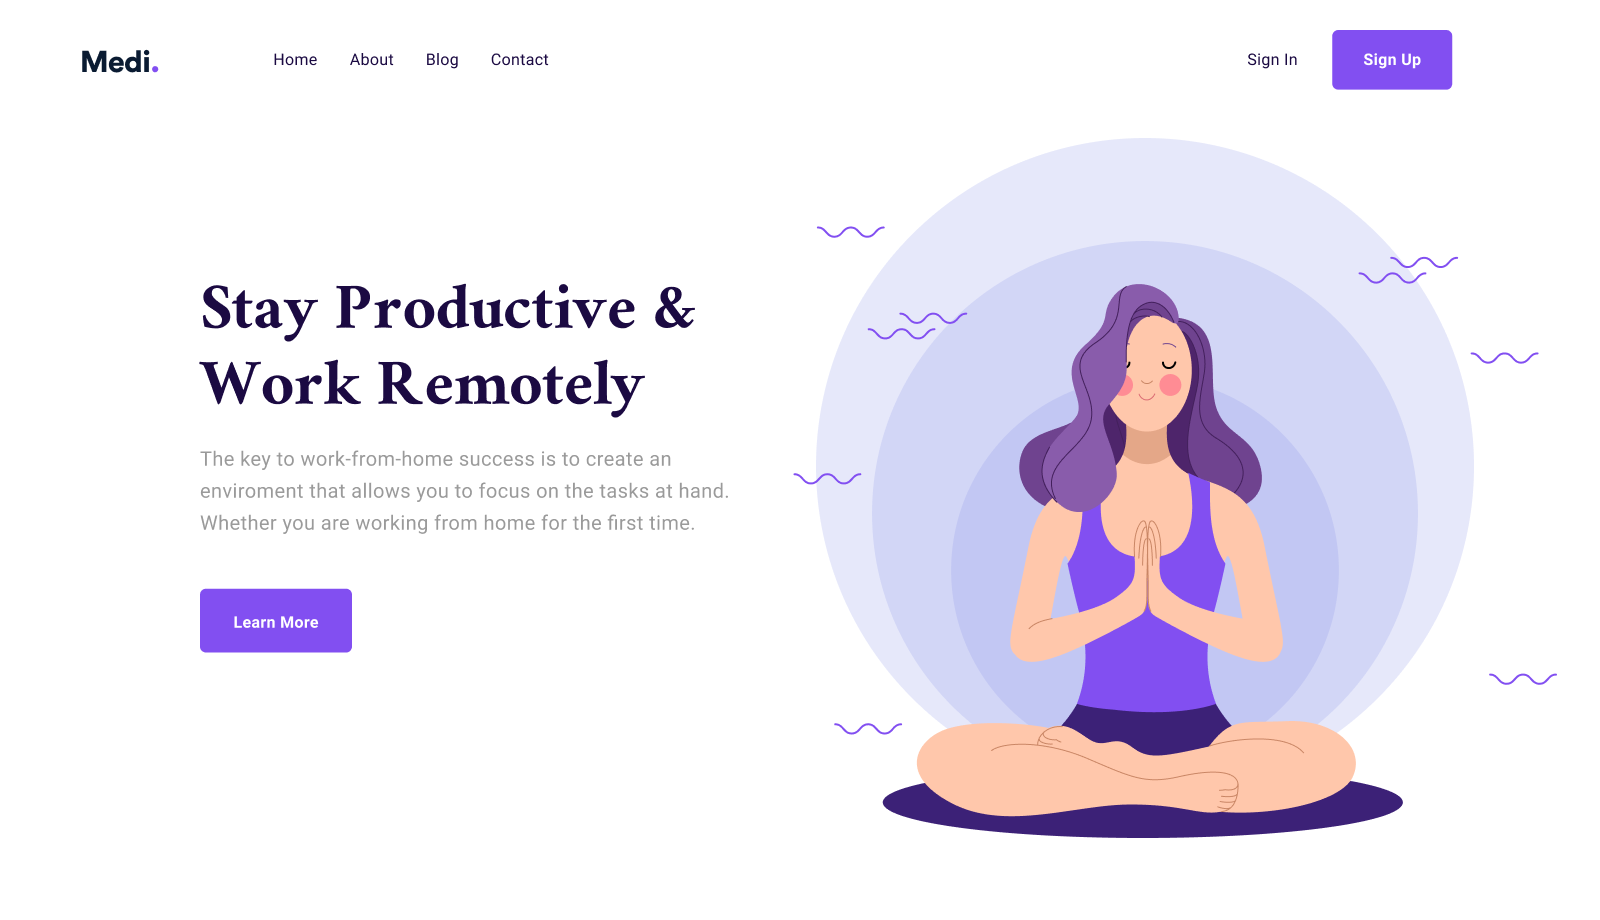 Medi.
Home About Blog Contact
Sign In
Sign Up
Stay Productive &
Work Remotely
The key to work-from-home success is to create an
enviroment that allows you to focus on the tasks at hand.
Whether you are working from home for the first time.
Learn More